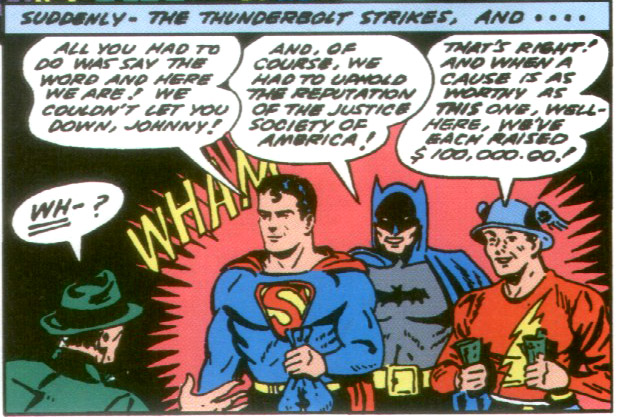 SUDDENLY - THE THUNDERBOLT STRIKES, AND ....
ALL YOU HAD TO
DO WAS SAY THE
WORD AND HERE
WE ARE! WE
COULDN'T LET YOU
DOWN, JOHNNY!
AND, OF
COURSE, WE
HAD TO UPHOLD
THE REPUTATION
OF THE JUSTICE
SOCIETY OF
AMERICA!
THAT'S RIGHT!
AND WHEN A
CAUSE IS AS
WORTHY AS
THIS ONE, WELL-
HERE, WE'VE
EACH RAISED
$100,000.00!
WH- ?
WHAM
S